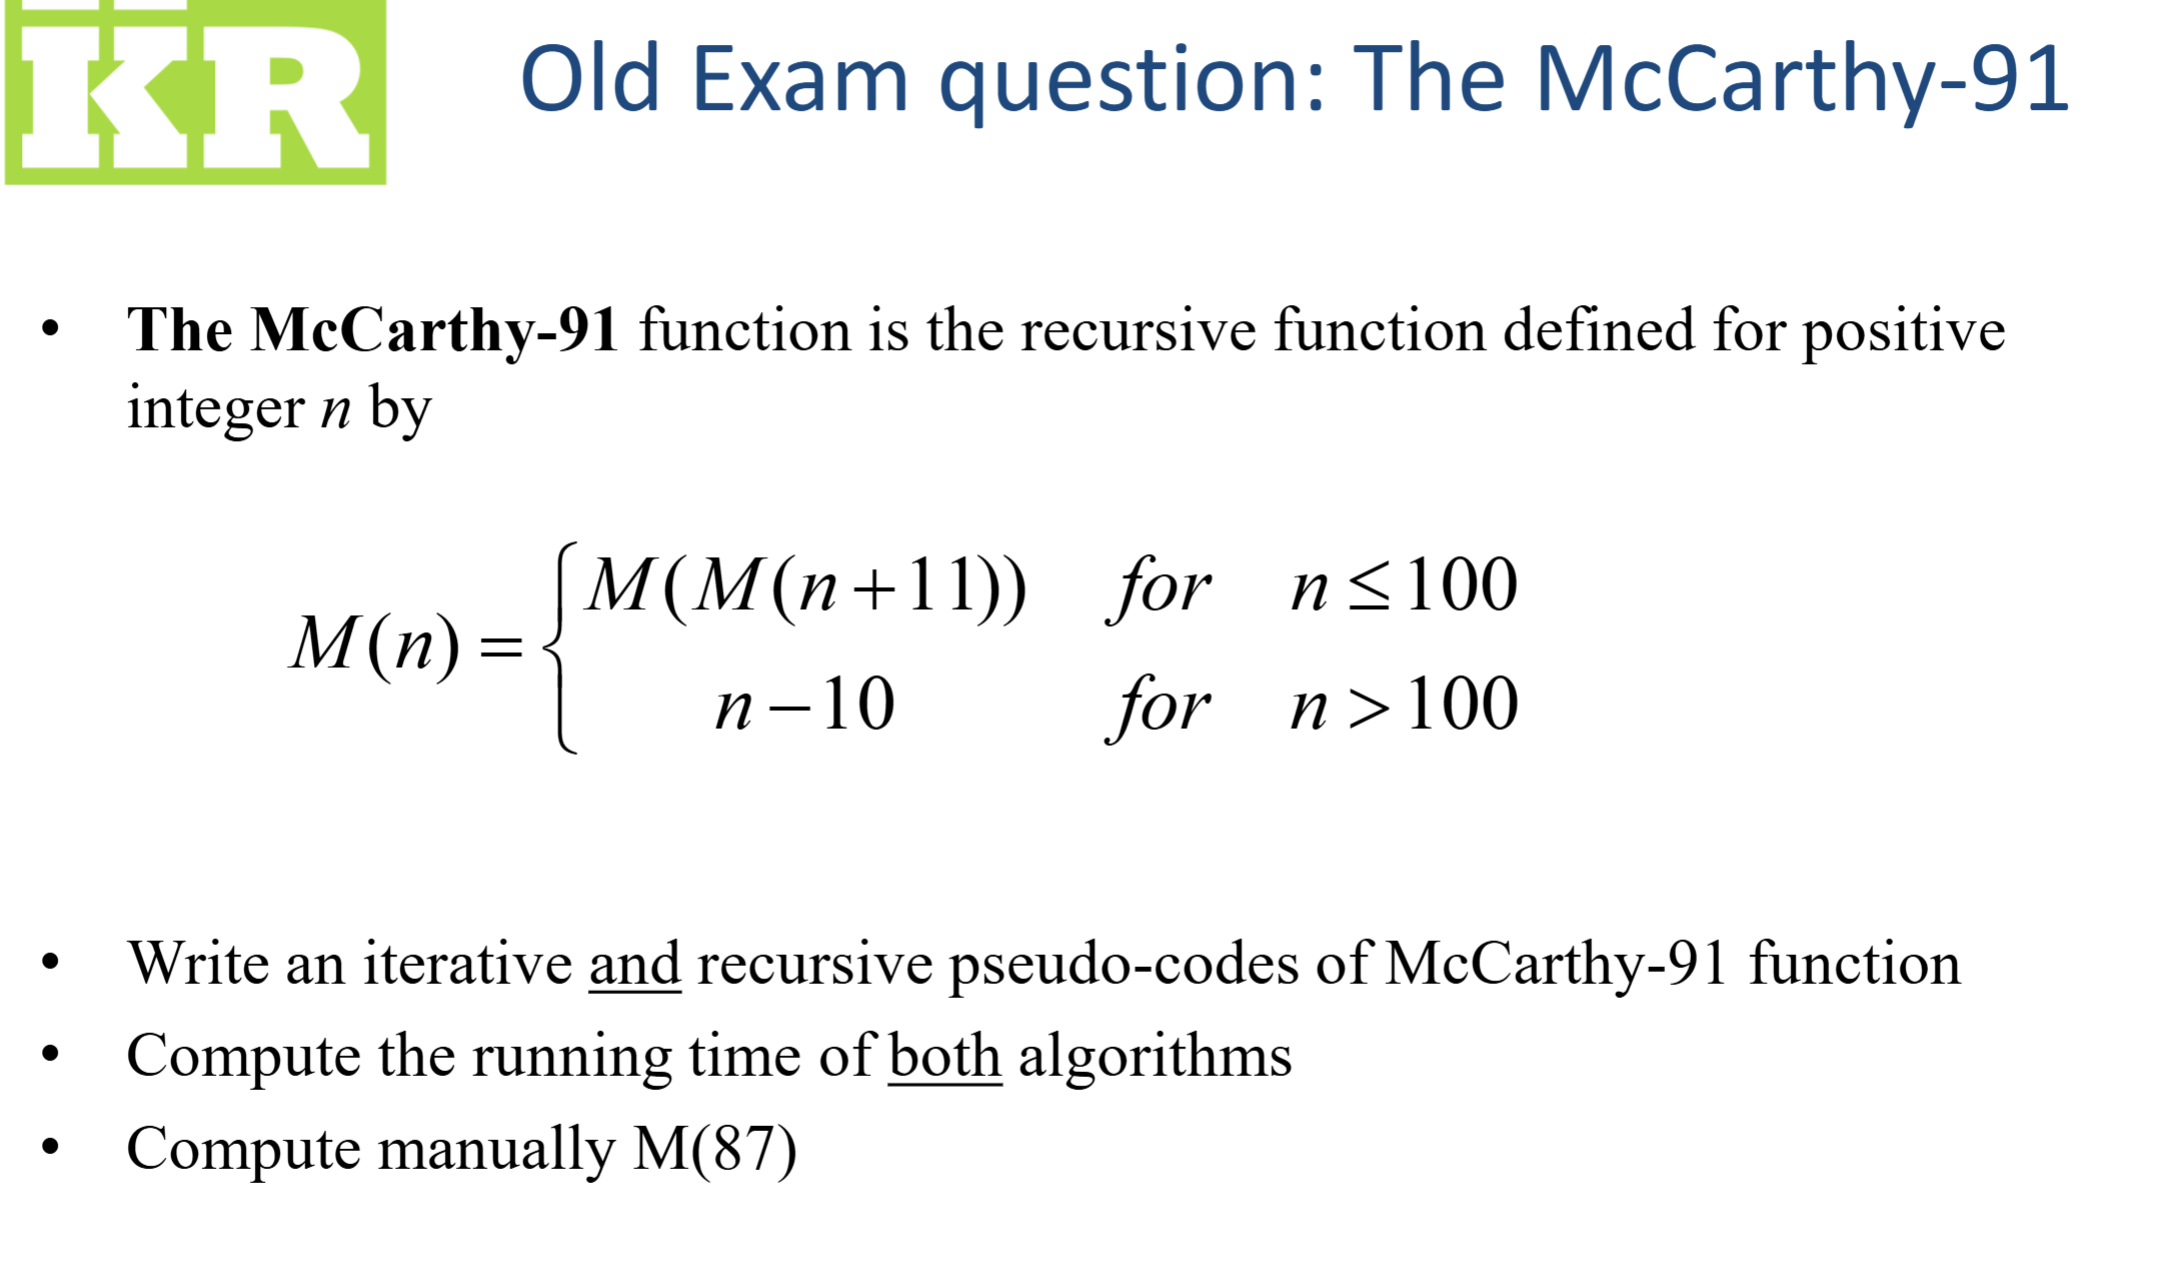 KR
Old Exam question: The McCarthy-91
• The McCarthy-91 function is the recursive function defined for positive
integer n by
M(n) = { M(M(n+11)) for n ≤ 100
n − 10 for n > 100
• Write an iterative and recursive pseudo-codes of McCarthy-91 function
• Compute the running time of both algorithms
• Compute manually M(87)